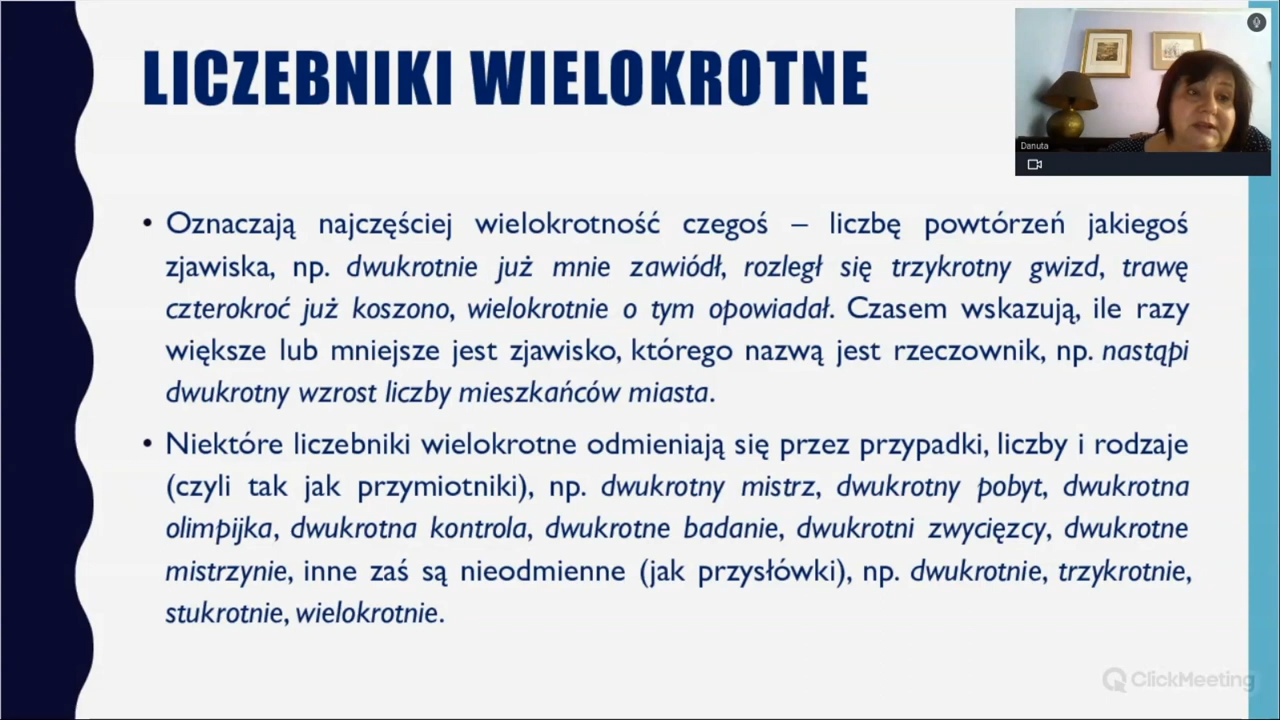 LICZEBNIKI WIELOKROTNE
Danuta
• Oznaczają najczęściej wielokrotność czegoś – liczbę powtórzeń jakiegoś
zjawiska, np. dwukrotnie już mnie zawiódł, rozległ się trzykrotny gwizd, trawę
czterokroć już koszono, wielokrotnie o tym opowiadał. Czasem wskazują, ile razy
większe lub mniejsze jest zjawisko, którego nazwą jest rzeczownik, np. nastąpi
dwukrotny wzrost liczby mieszkańców miasta.
• Niektóre liczebniki wielokrotne odmieniają się przez przypadki, liczby i rodzaje
(czyli tak jak przymiotniki), np. dwukrotny mistrz, dwukrotny pobyt, dwukrotna
olimpijka, dwukrotna kontrola, dwukrotne badanie, dwukrotni zwycięzcy, dwukrotne
mistrzynie, inne zaś są nieodmienne (jak przysłówki), np. dwukrotnie, trzykrotnie,
stukrotnie, wielokrotnie.
ClickMeeting